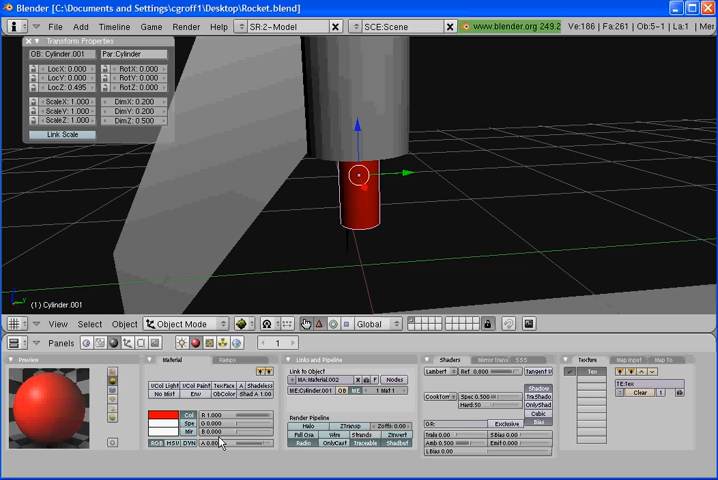 Blender [C:\Documents and Settings\cgroff1\Desktop\Rocket.blend]
File Add Timeline Game Render Help SR:2-Model SCE:Scene www.blender.org 249.2 Ve:186 | Fa:261 | Ob:5-1 | La:1 | Mer
Transform Properties
OB: Cylinder.001 Par:Cylinder
LocX: 0.000 RotX: 0.000
LocY: 0.000 RotY: 0.000
LocZ: 0.495 RotZ: 0.000
ScaleX: 1.000 DimX: 0.200
ScaleY: 1.000 DimY: 0.200
ScaleZ: 1.000 DimZ: 0.500
Link Scale
(1) Cylinder.001
View Select Object Object Mode Global
Panels 1
Preview Material Ramps Links and Pipeline Shaders Mirror Trans SSS Texture Map Input Map To
Link to Object
MA:Material.002 F Nodes
ME:Cylinder.001 OB ME 1 Mat 1
VCol Light VCol Paint TexFace A Shadeless
No Mist Env ObColor Shad A 1.00
Col R 1.000
Spe G 0.000
Mir B 0.000
RGB HSV DYN
Render Pipeline
Halo ZTransp Zoffs: 0.00
Full Osa Wire Strands ZInvert
Radio OnlyCast Traceable Shadbuf
Lambert Ref 0.800 Tangent V
Shadow
CookTorr Spec 0.500 TraShado
Hard:50 OnlyShad
Cubic
GR: Exclusive Bias
Tralu 0.00 SBias 0.00
Amb 0.500 Emit 0.000
LBias 0.00
Tex
TE:Tex
Clear 1